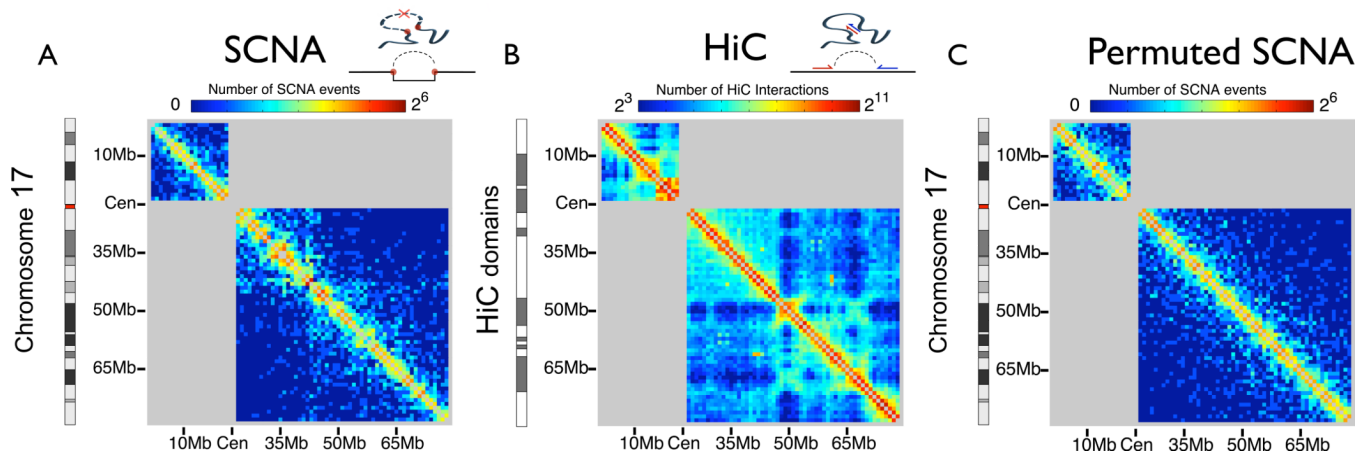 A
SCNA
Number of SCNA events
0
2^6
Chromosome 17
10Mb
Cen
35Mb
50Mb
65Mb
10Mb Cen 35Mb 50Mb 65Mb
B
HiC
Number of HiC Interactions
2^3
2^11
HiC domains
10Mb
Cen
35Mb
50Mb
65Mb
10Mb Cen 35Mb 50Mb 65Mb
C
Permuted SCNA
Number of SCNA events
0
2^6
Chromosome 17
10Mb
Cen
35Mb
50Mb
65Mb
10Mb Cen 35Mb 50Mb 65Mb